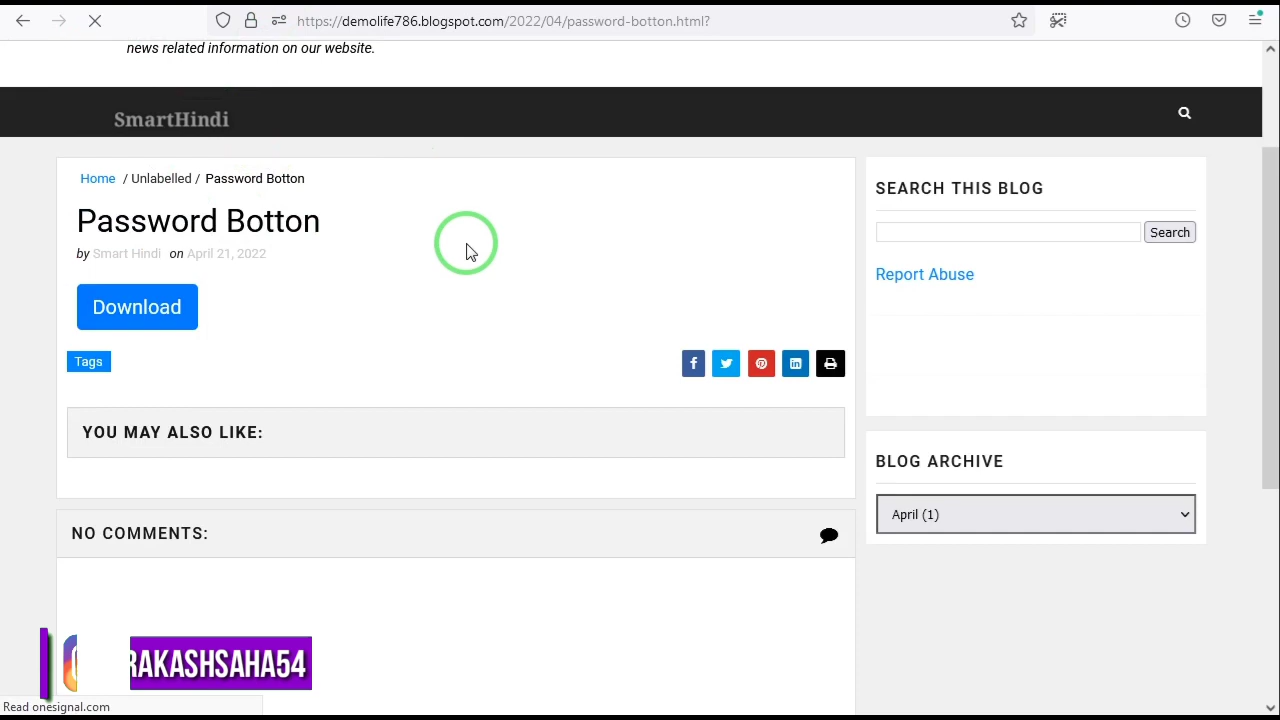 https://demolife786.blogspot.com/2022/04/password-botton.html?
news related information on our website.
SmartHindi
Home / Unlabelled / Password Botton
Password Botton
by Smart Hindi on April 21, 2022
Download
Tags
YOU MAY ALSO LIKE:
NO COMMENTS:
SEARCH THIS BLOG
Search
Report Abuse
BLOG ARCHIVE
April (1)
RAKASHSAHA54
Read onesignal.com